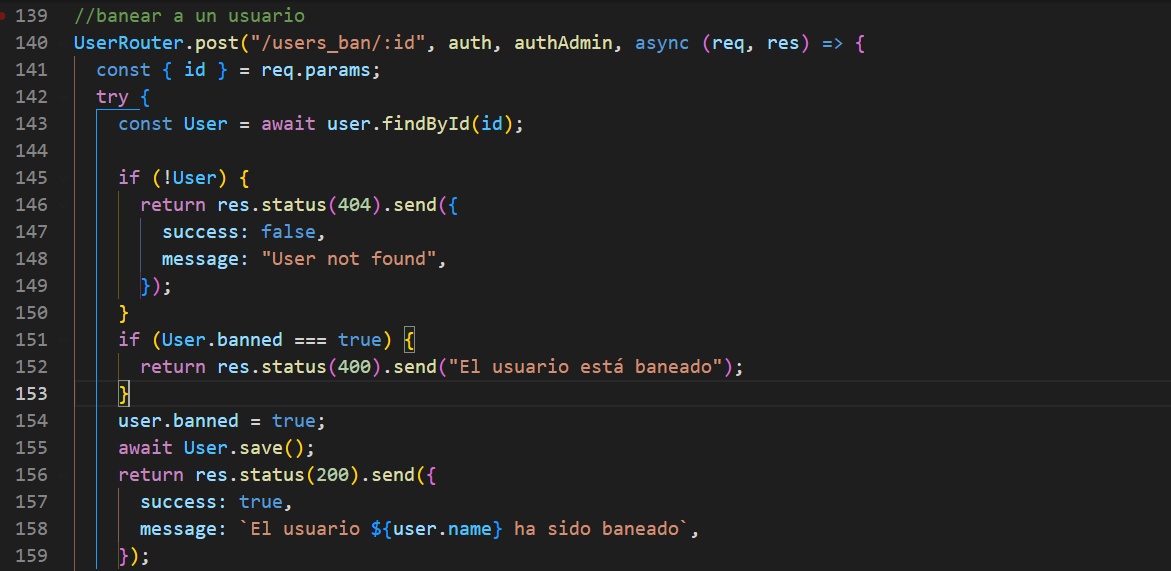 139 //banear a un usuario
140 UserRouter.post("/users_ban/:id", auth, authAdmin, async (req, res) => {
141   const { id } = req.params;
142   try {
143     const User = await user.findById(id);
144
145     if (!User) {
146       return res.status(404).send({
147         success: false,
148         message: "User not found",
149       });
150     }
151     if (User.banned === true) {
152       return res.status(400).send("El usuario está baneado");
153     }
154     user.banned = true;
155     await User.save();
156     return res.status(200).send({
157       success: true,
158       message: `El usuario ${user.name} ha sido baneado`,
159     });